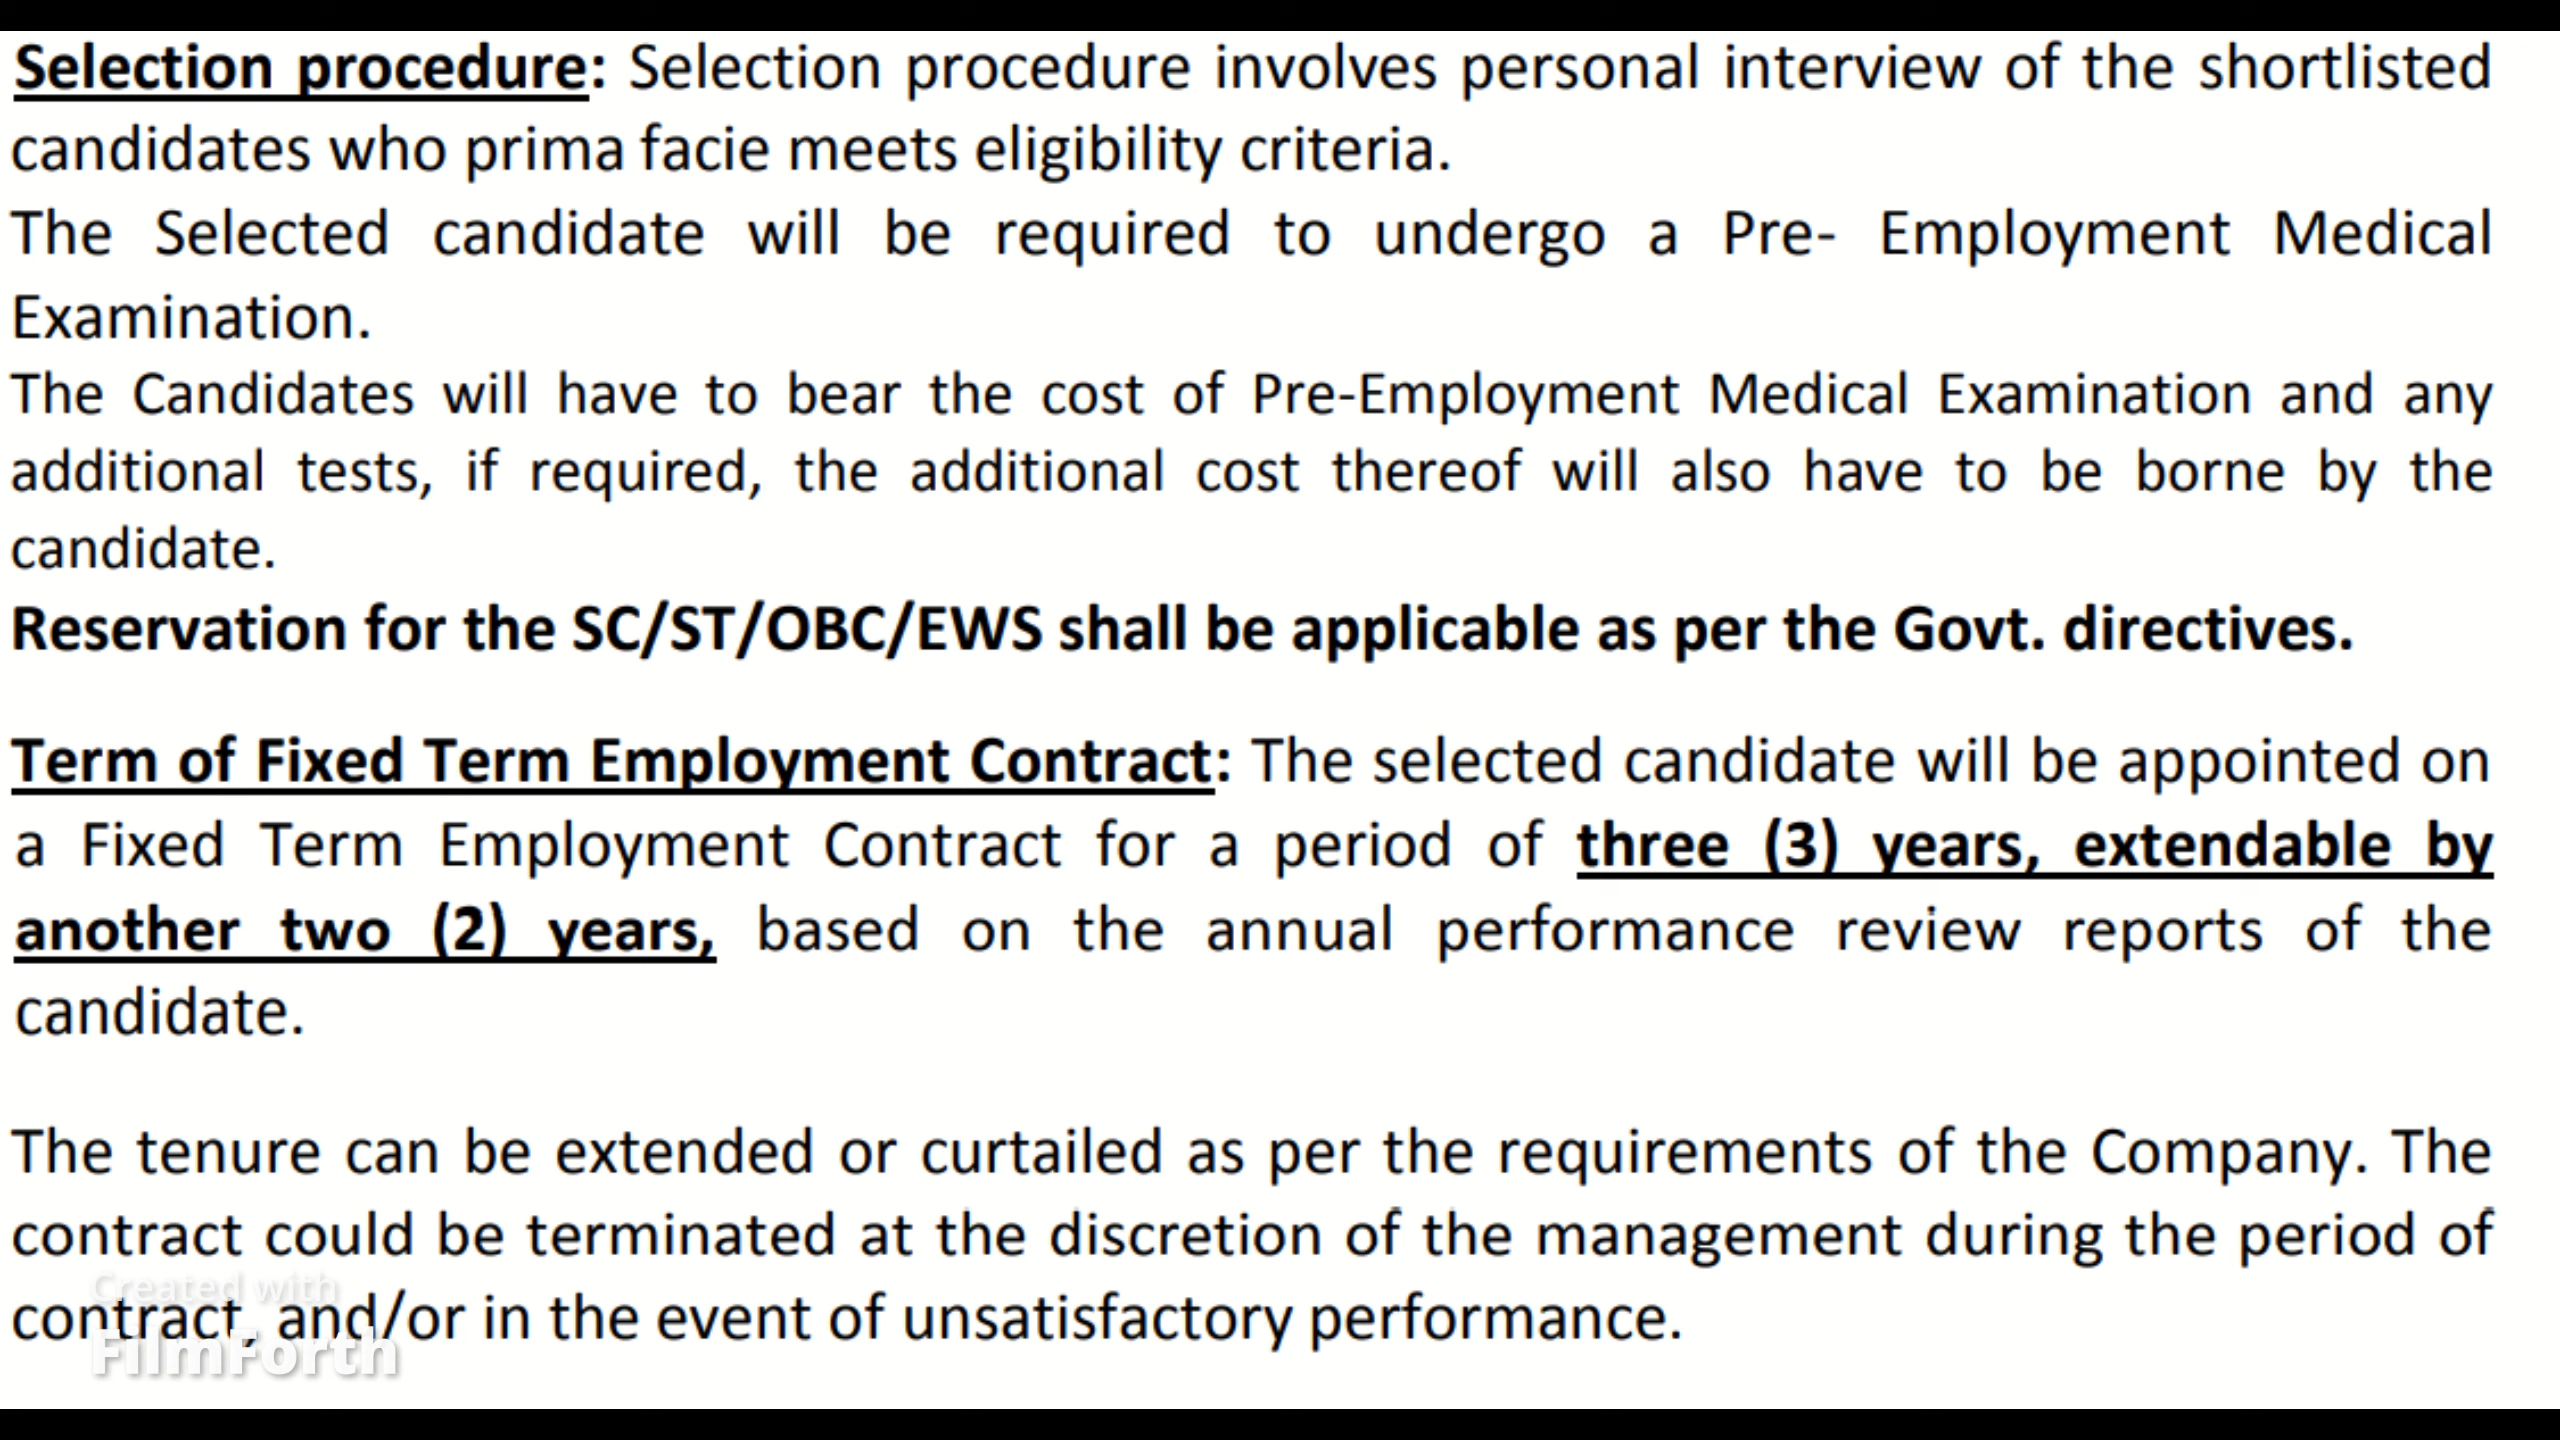 Selection procedure: Selection procedure involves personal interview of the shortlisted
candidates who prima facie meets eligibility criteria.
The Selected candidate will be required to undergo a Pre- Employment Medical
Examination.
The Candidates will have to bear the cost of Pre-Employment Medical Examination and any
additional tests, if required, the additional cost thereof will also have to be borne by the
candidate.
Reservation for the SC/ST/OBC/EWS shall be applicable as per the Govt. directives.
Term of Fixed Term Employment Contract: The selected candidate will be appointed on
a Fixed Term Employment Contract for a period of three (3) years, extendable by
another two (2) years, based on the annual performance review reports of the
candidate.
The tenure can be extended or curtailed as per the requirements of the Company. The
contract could be terminated at the discretion of the management during the period of
contract, and/or in the event of unsatisfactory performance.
Created with
FilmForth